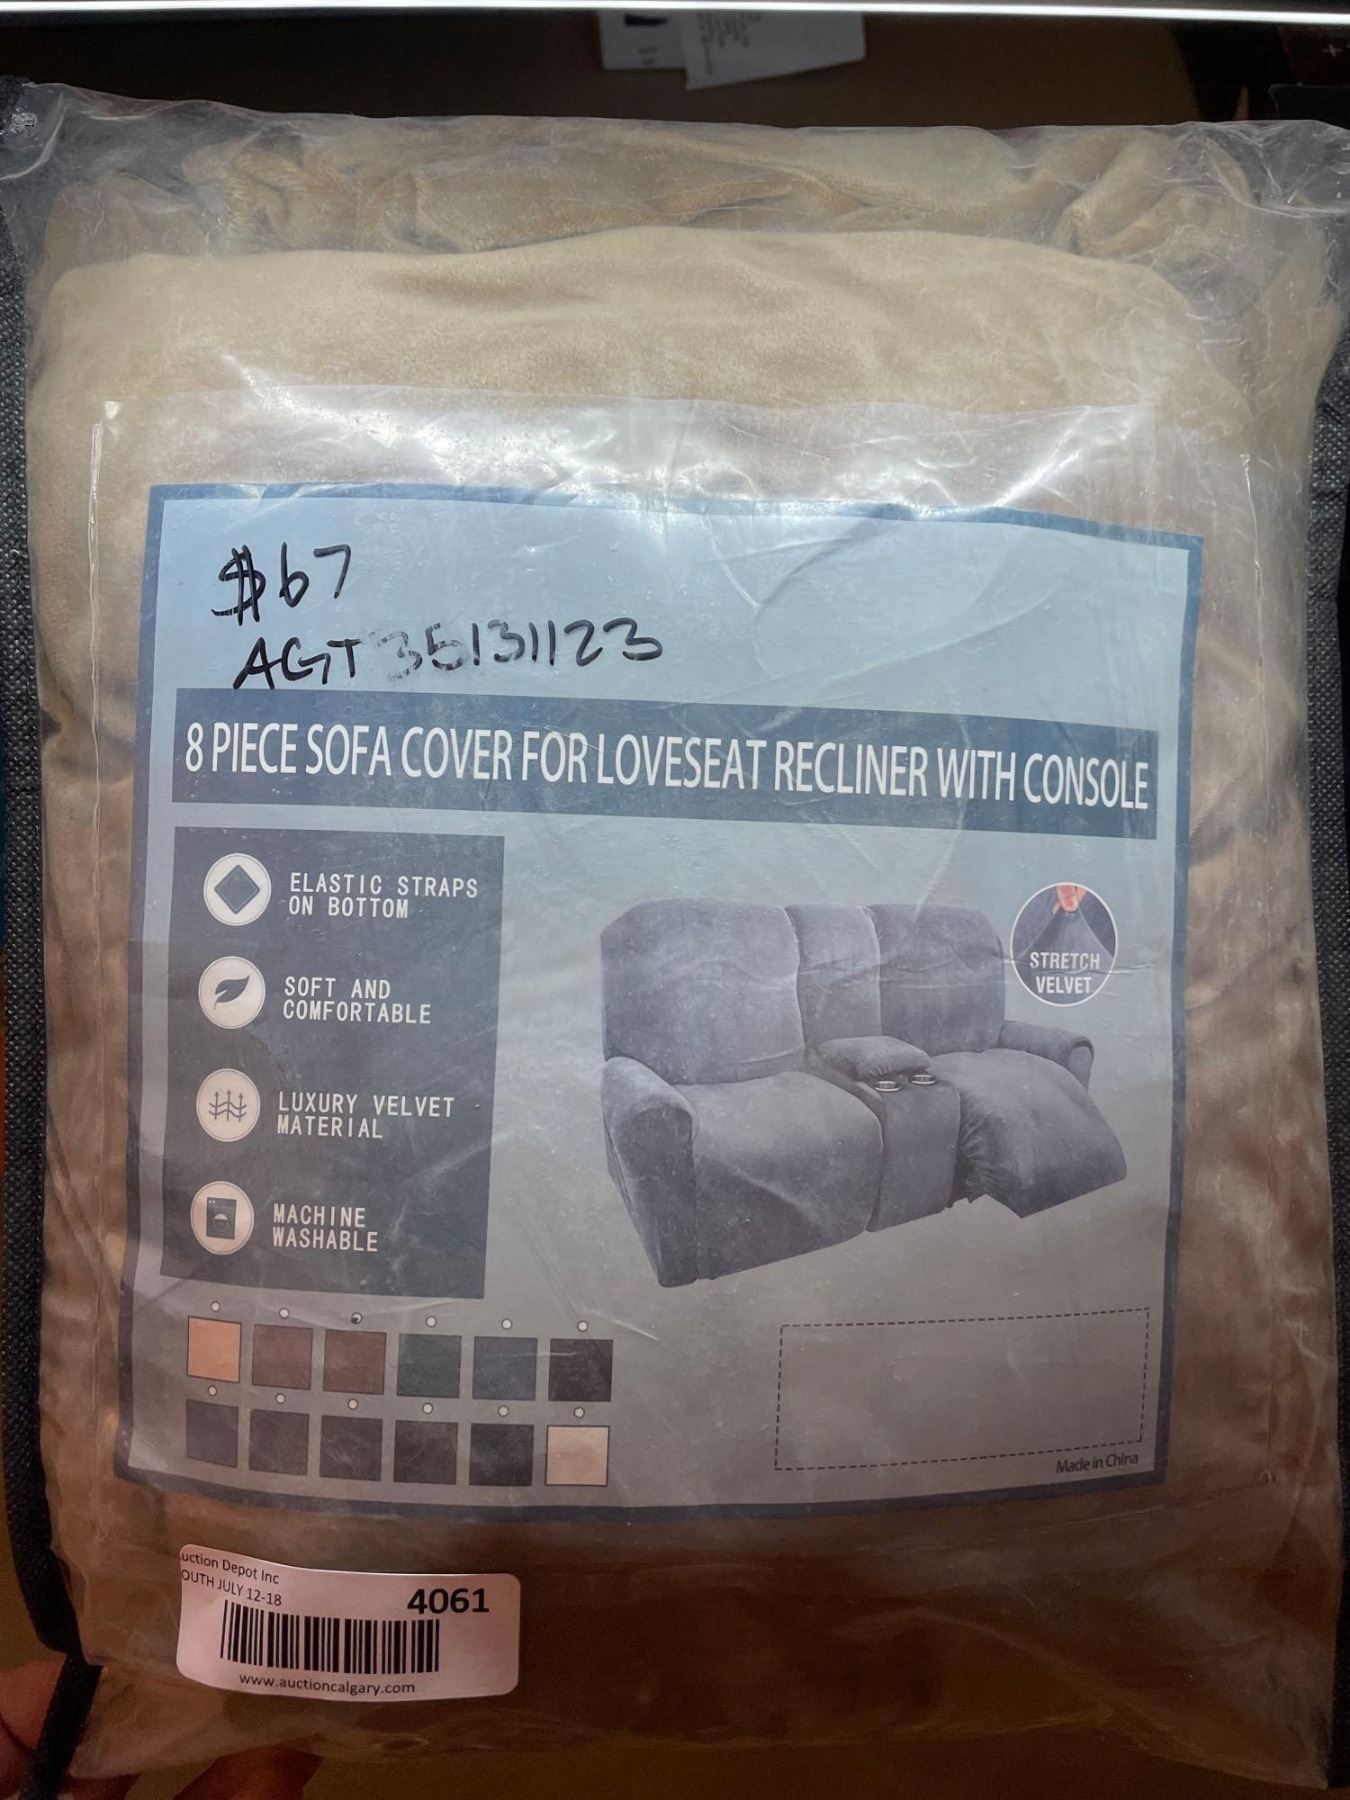 $67
AGT 35131123
8 PIECE SOFA COVER FOR LOVESEAT RECLINER WITH CONSOLE
ELASTIC STRAPS
ON BOTTOM
SOFT AND
COMFORTABLE
LUXURY VELVET
MATERIAL
MACHINE
WASHABLE
STRETCH
VELVET
Made in China
uction Depot Inc
OUTH JULY 12-18
4061
www.auctioncalgary.com